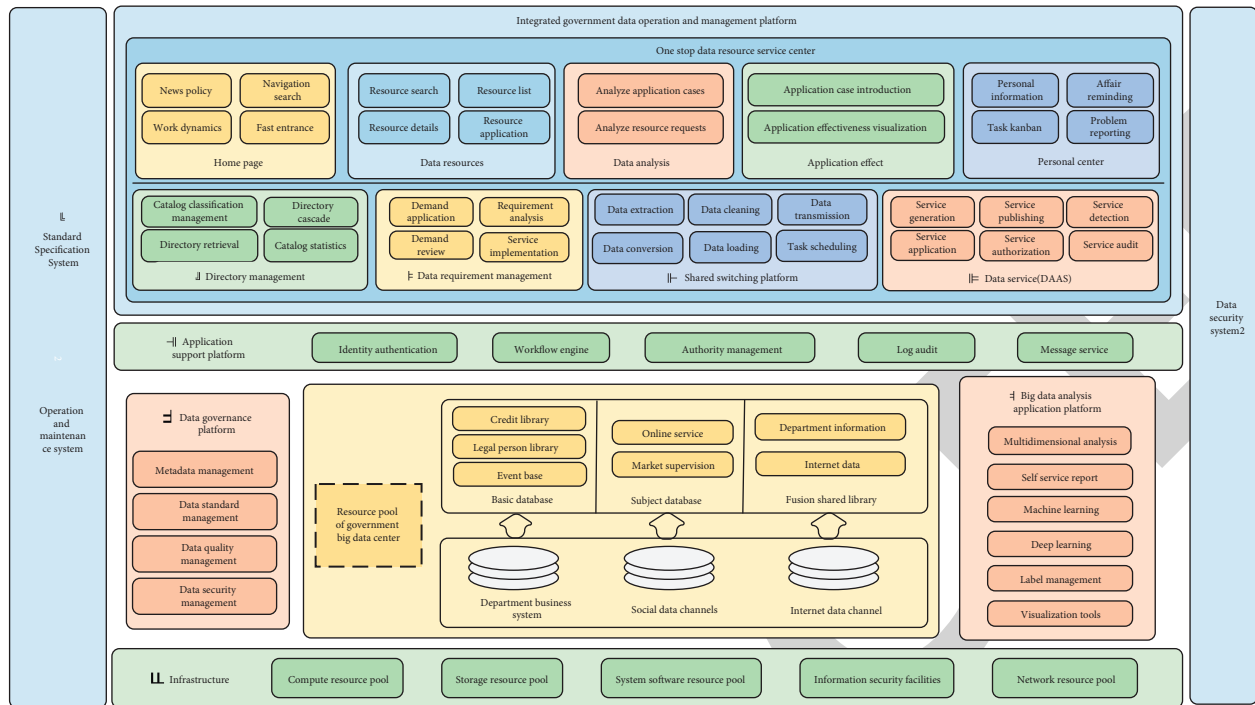 Integrated government data operation and management platform
One stop data resource service center
News policy
Navigation
search
Work dynamics
Fast entrance
Home page
Resource search
Resource list
Resource details
Resource
application
Data resources
Analyze application cases
Analyze resource requests
Data analysis
Application case introduction
Application effectiveness visualization
Application effect
Personal
information
Affair
reminding
Task kanban
Problem
reporting
Personal center
Catalog classification
management
Directory
cascade
Directory retrieval
Catalog statistics
Directory management
Demand
application
Requirement
analysis
Demand
review
Service
implementation
Data requirement management
Data extraction
Data cleaning
Data
transmission
Data conversion
Data loading
Task scheduling
Shared switching platform
Service
generation
Service
publishing
Service
detection
Service
application
Service
authorization
Service audit
Data service(DAAS)
Standard
Specification
System
Operation
and
maintenan
ce system
Data
security
system2
Application
support platform
Identity authentication
Workflow engine
Authority management
Log audit
Message service
Data governance
platform
Metadata management
Data standard
management
Data quality
management
Data security
management
Resource pool
of government
big data center
Credit library
Legal person library
Event base
Basic database
Online service
Market supervision
Subject database
Department information
Internet data
Fusion shared library
Department business
system
Social data channels
Internet data channel
Big data analysis
application platform
Multidimensional analysis
Self service report
Machine learning
Deep learning
Label management
Visualization tools
Infrastructure
Compute resource pool
Storage resource pool
System software resource pool
Information security facilities
Network resource pool